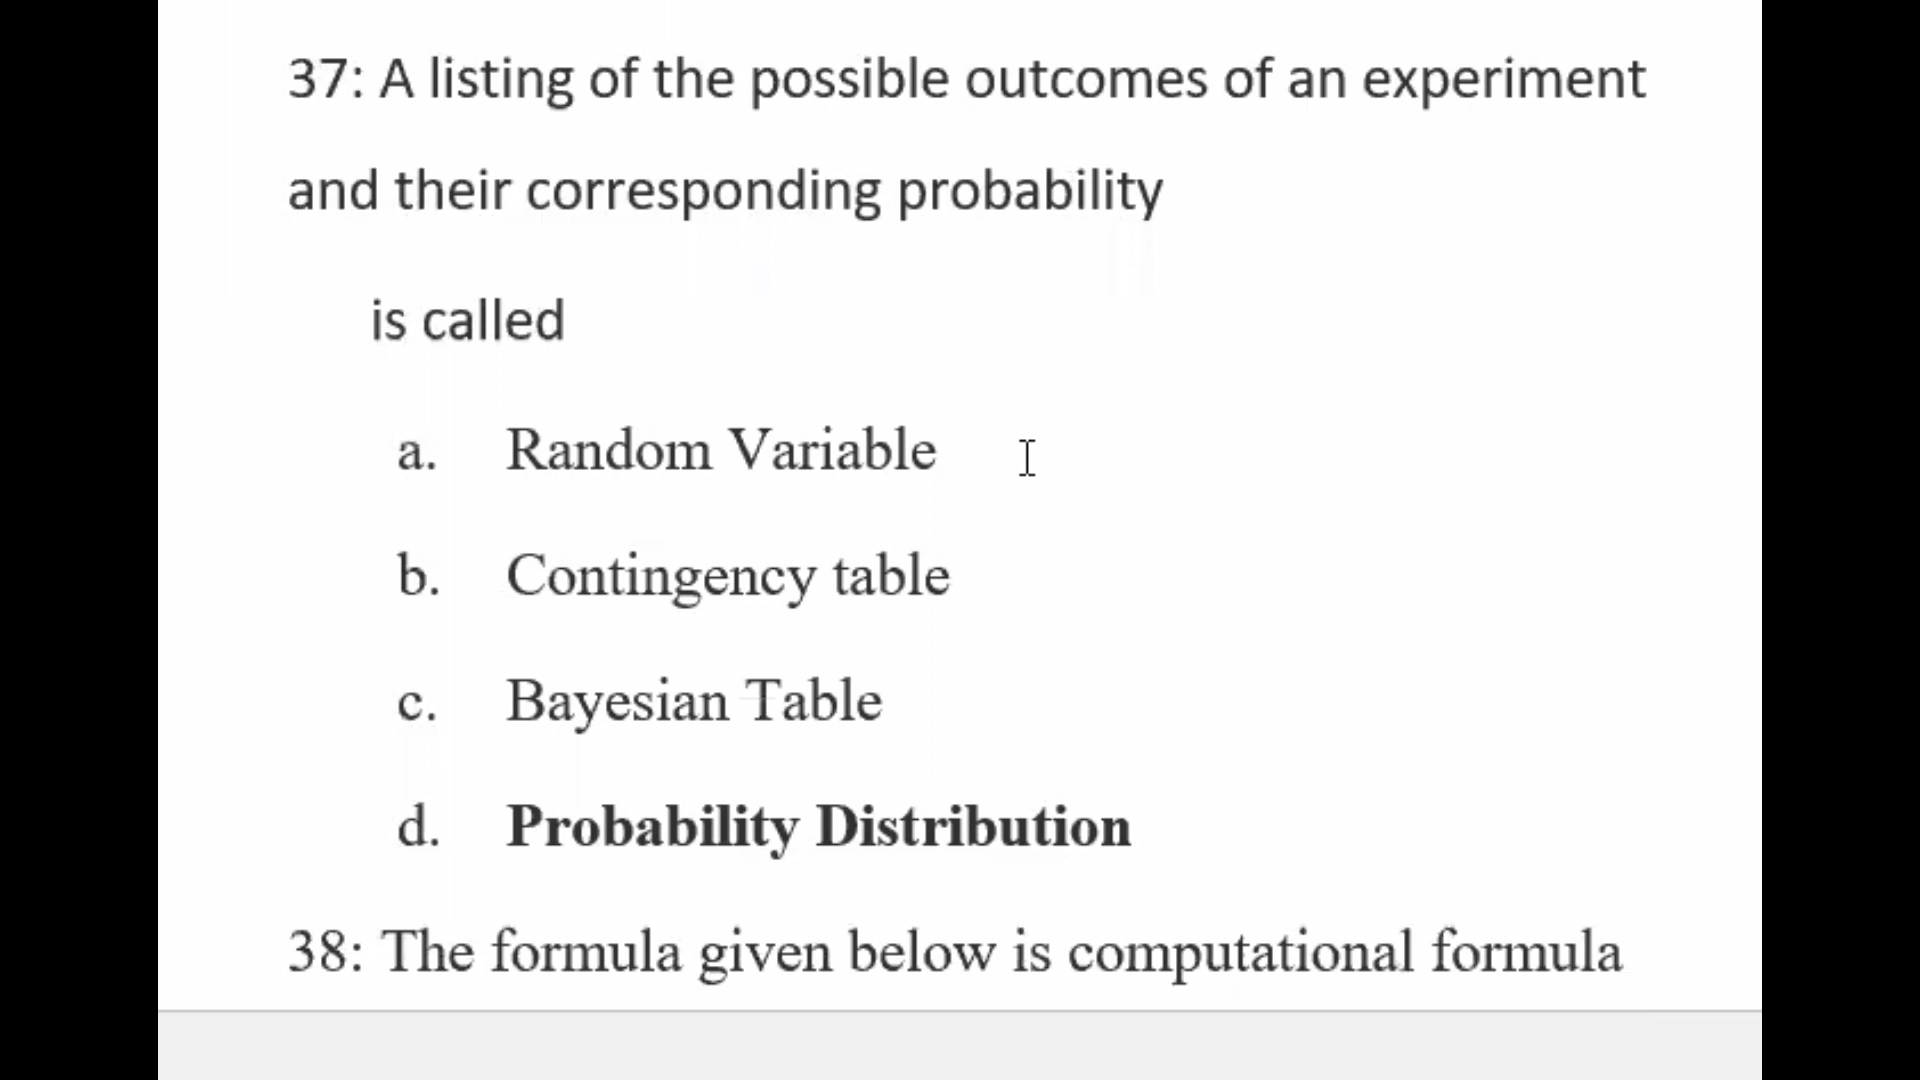 37: A listing of the possible outcomes of an experiment
and their corresponding probability
is called
a. Random Variable
b. Contingency table
c. Bayesian Table
d. Probability Distribution
38: The formula given below is computational formula